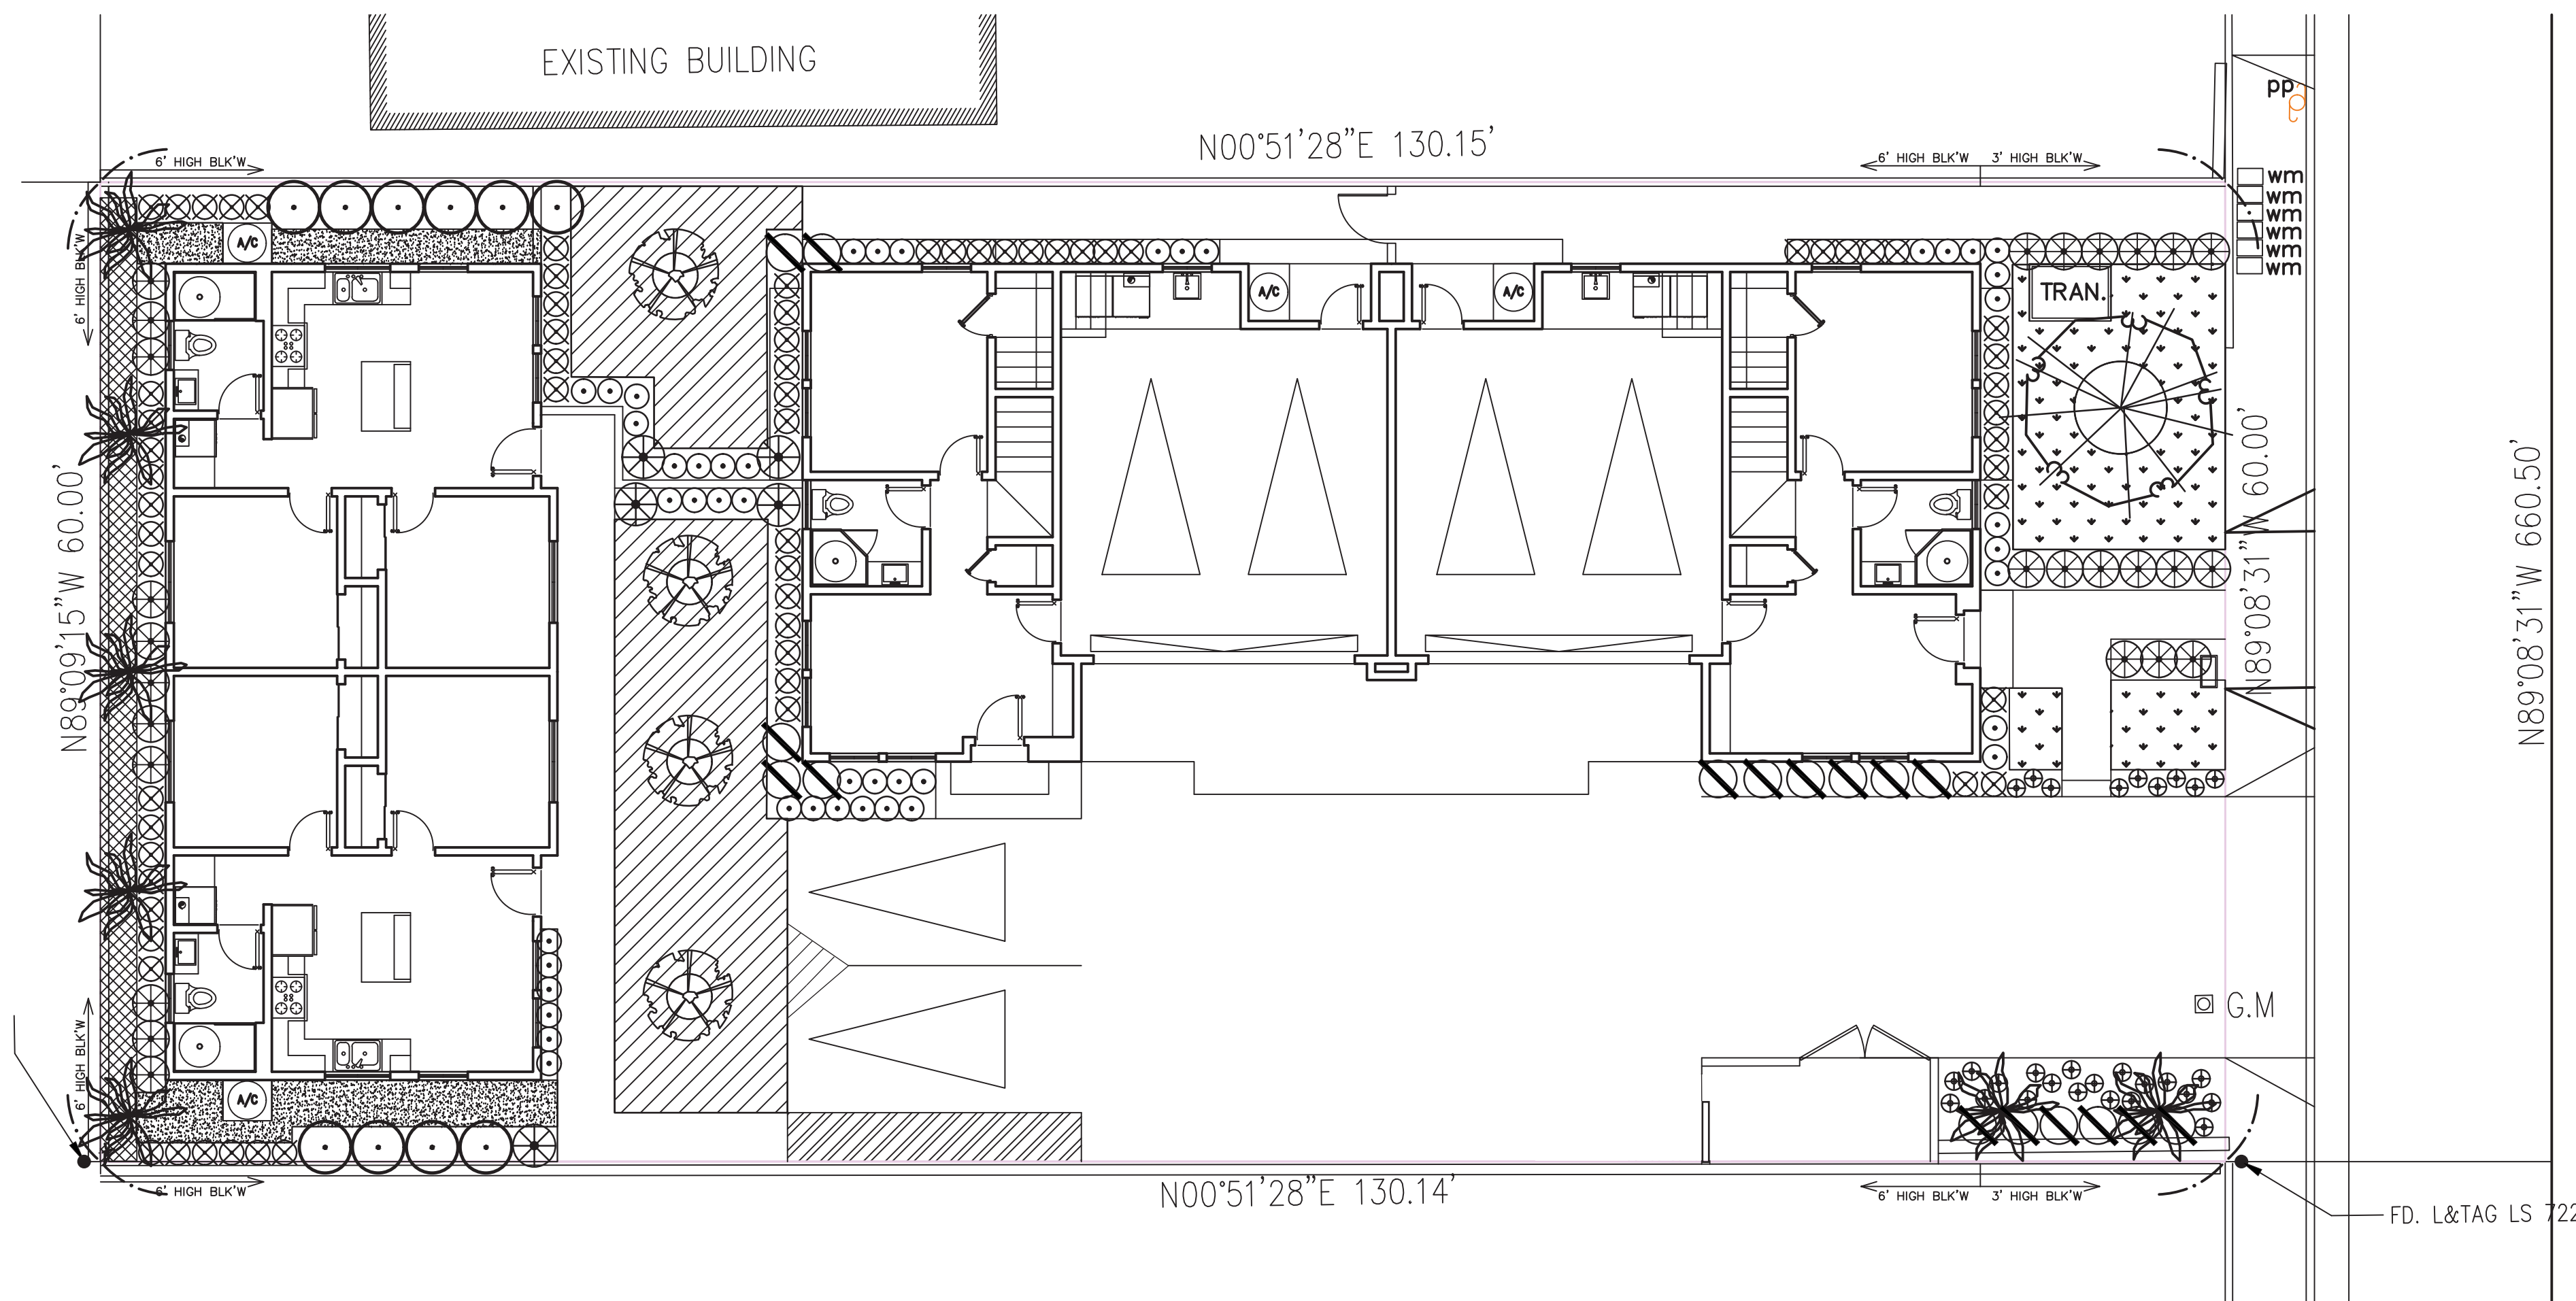 EXISTING BUILDING
pp
N00°51'28"E 130.15'
6' HIGH BLK'W
6' HIGH BLK'W
3' HIGH BLK'W
wm
wm
wm
wm
wm
wm
A/C
6' HIGH BLK'W
A/C
A/C
TRAN.
N89°09'15"W 60.00'
N89°08'31"W 60.00'
N89°08'31"W 660.50'
G.M
6' HIGH BLK'W
A/C
6' HIGH BLK'W
N00°51'28"E 130.14'
6' HIGH BLK'W
3' HIGH BLK'W
FD. L&TAG LS 722